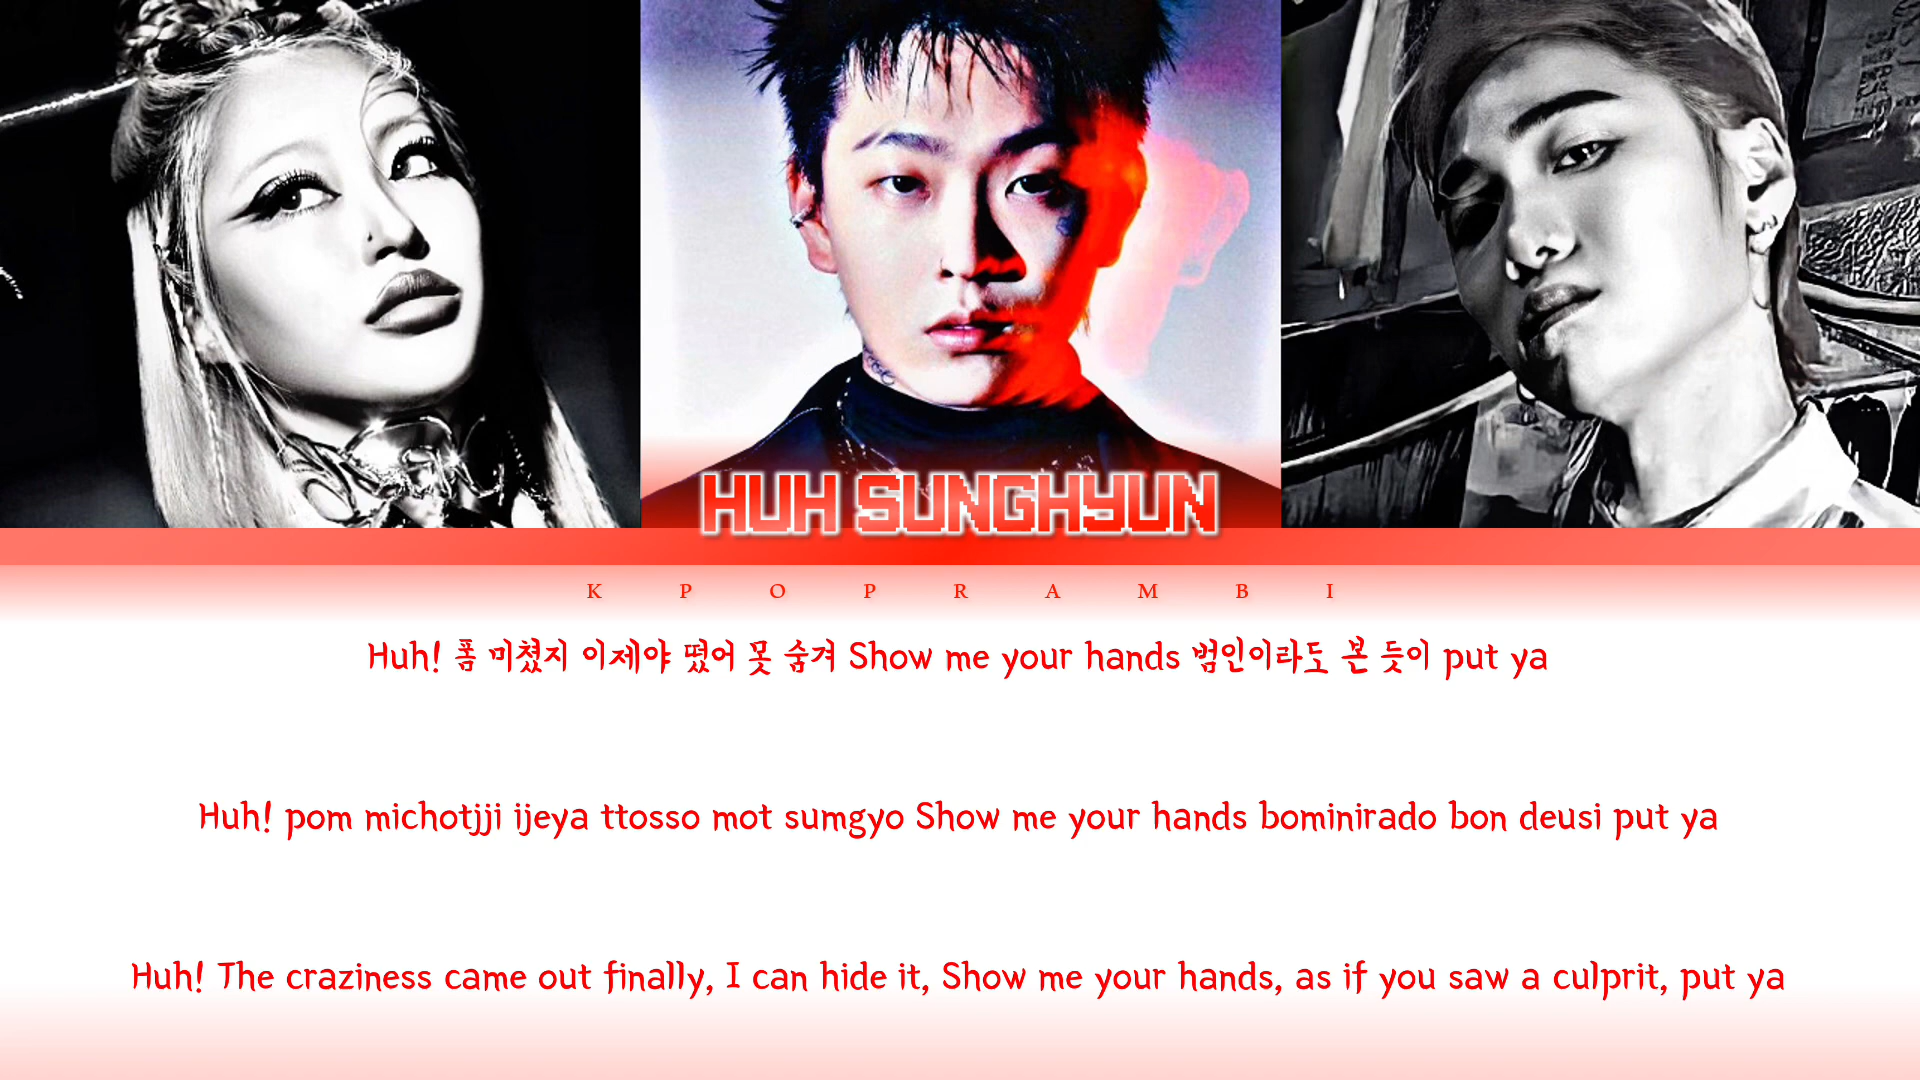 HUH SUNGHYUN
K P O P R A M B I
Huh! 폼 미쳤지 이제야 떴어 못 숨겨 Show me your hands 범인이라도 본 듯이 put ya
Huh! pom michotjji ijeya ttosso mot sumgyo Show me your hands bominirado bon deusi put ya
Huh! The craziness came out finally, I can hide it, Show me your hands, as if you saw a culprit, put ya